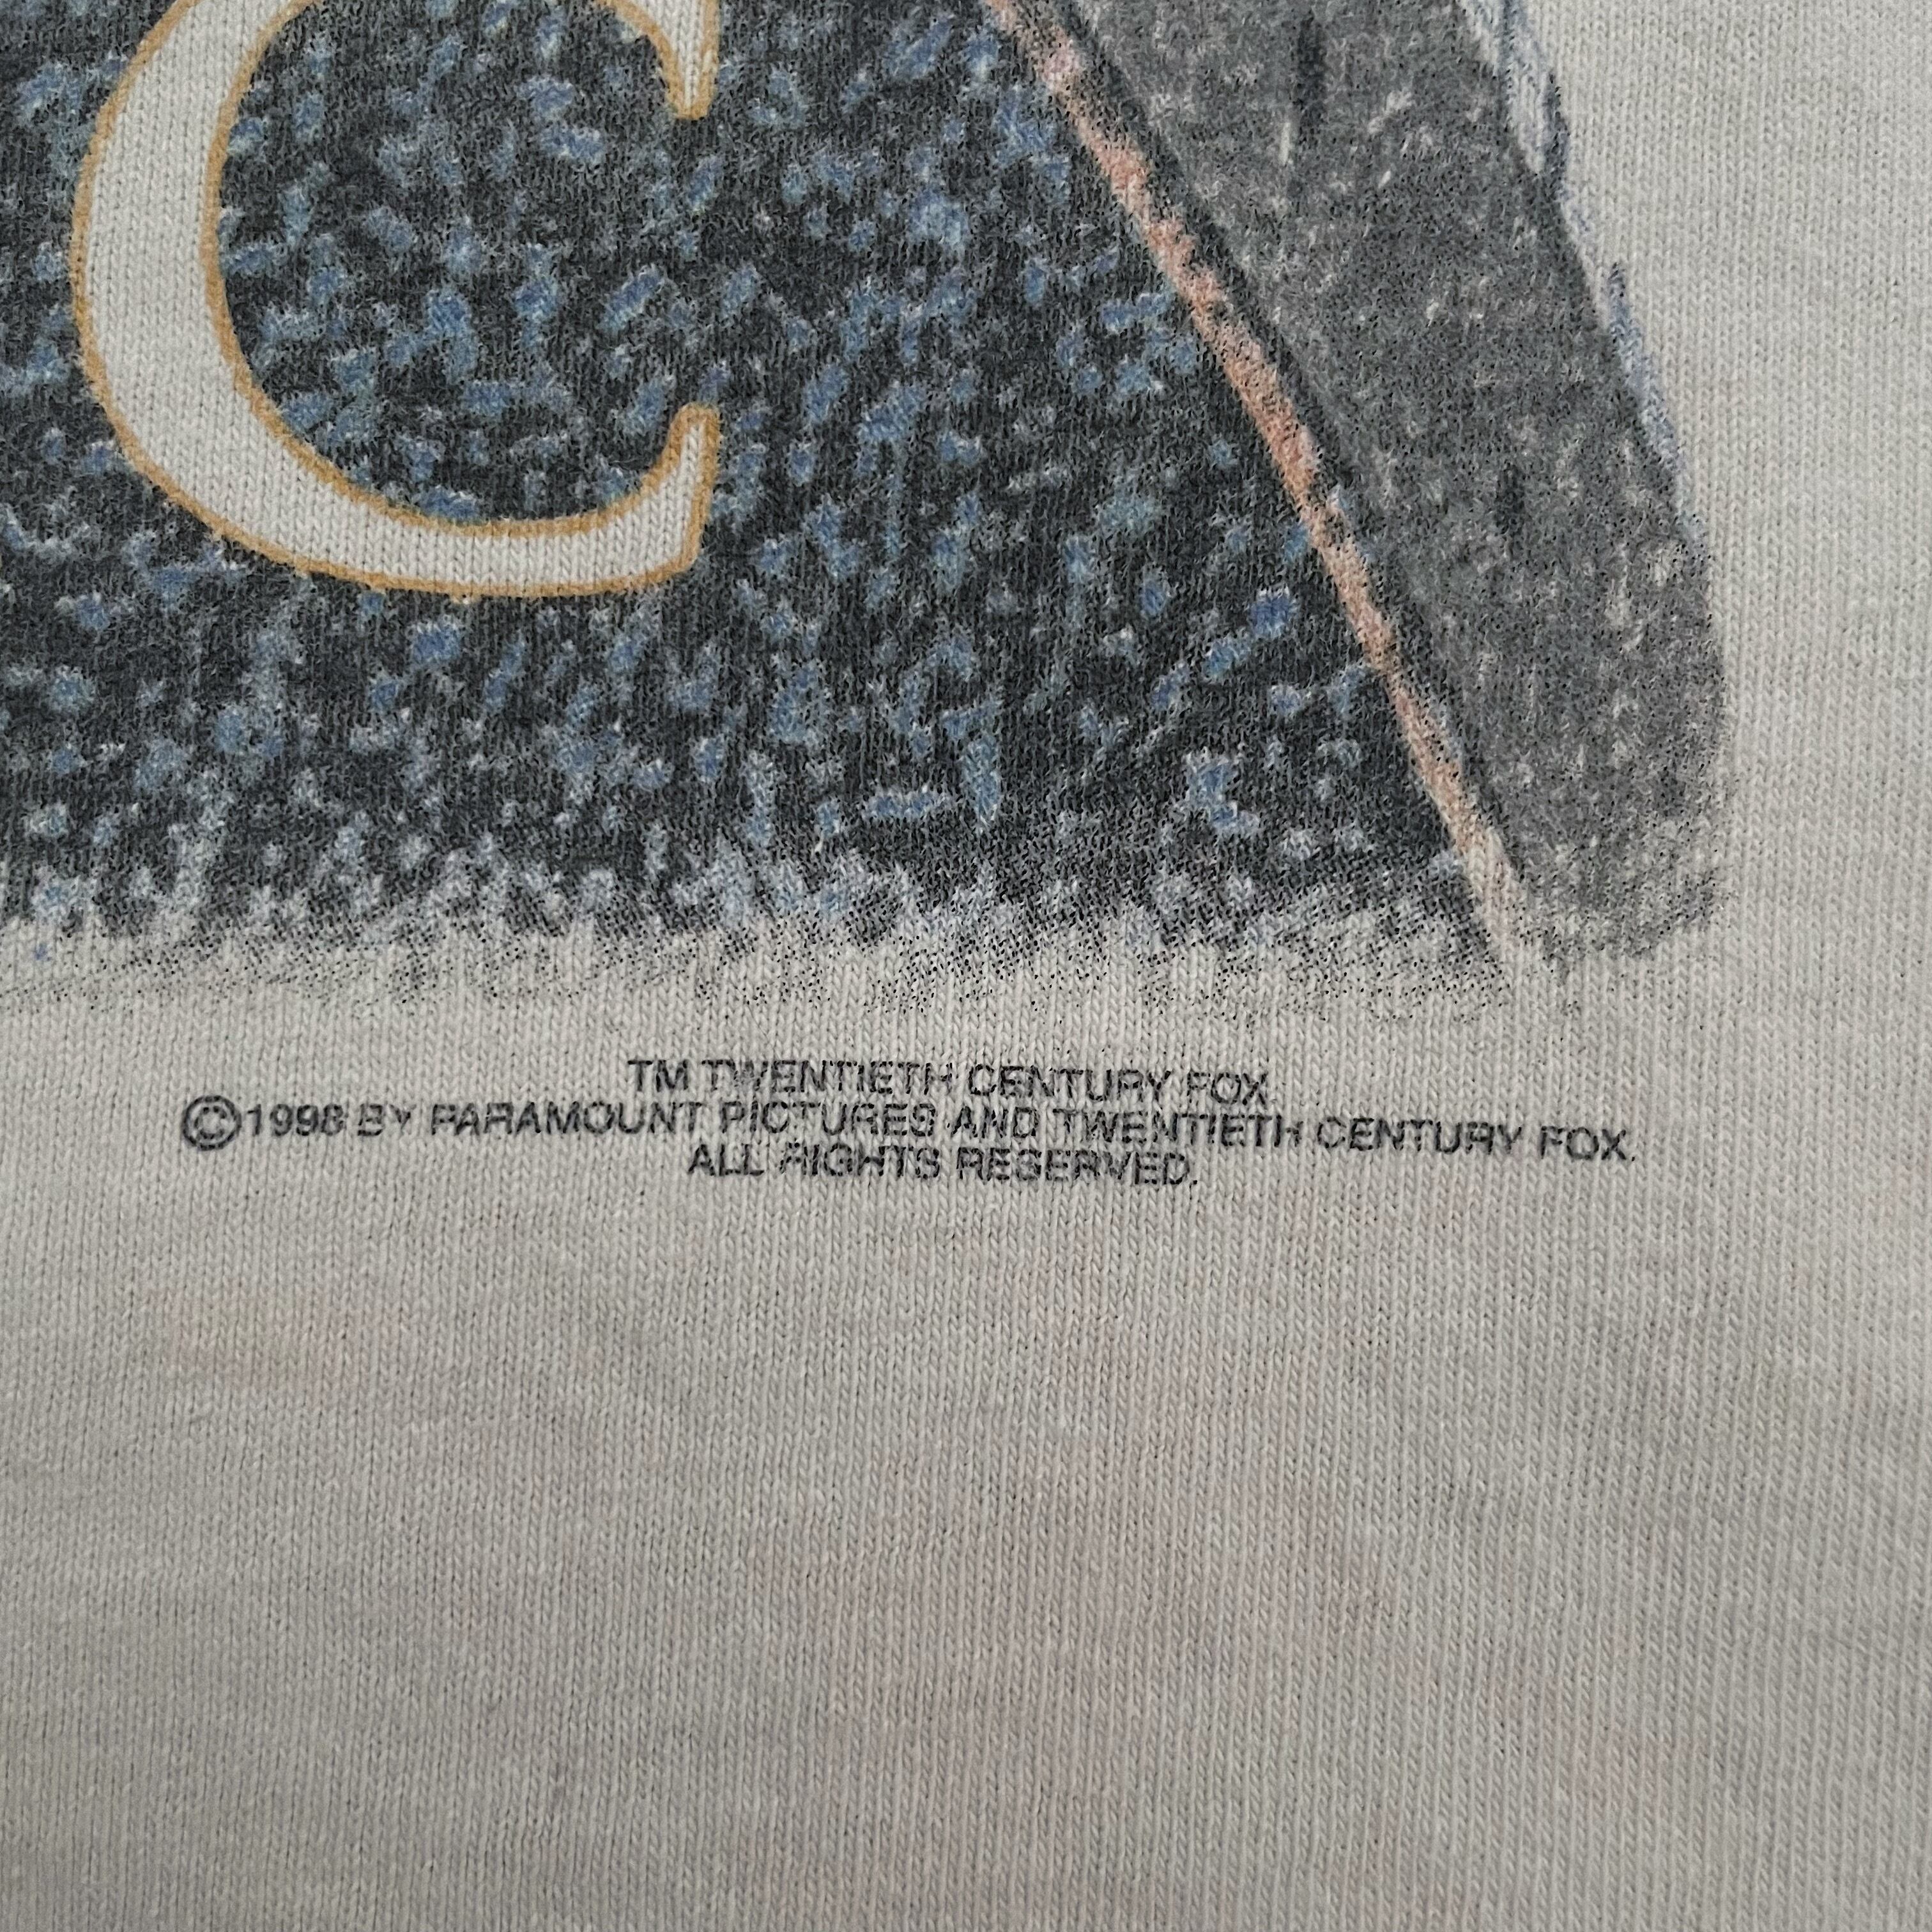 C
TM TWENTIETH CENTURY FOX
©1998 BY PARAMOUNT PICTURES AND TWENTIETH CENTURY FOX.
ALL RIGHTS RESERVED.